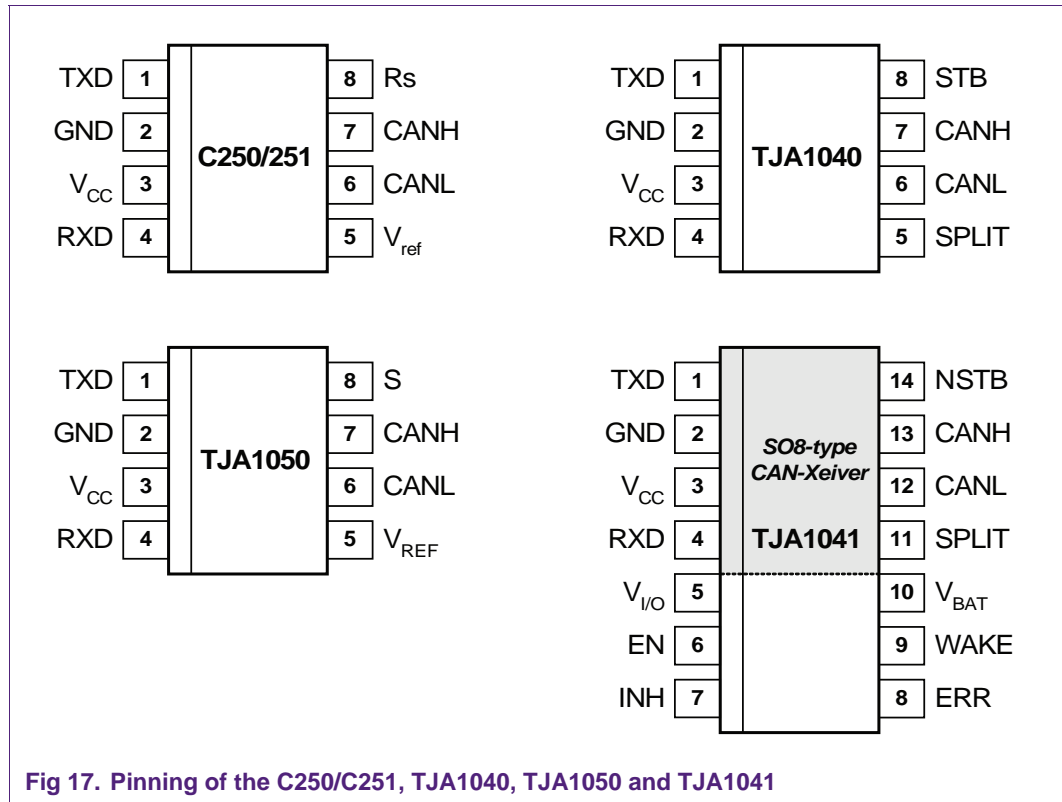 TXD 1 8 Rs
GND 2 7 CANH
C250/251
VCC 3 6 CANL
RXD 4 5 Vref
TXD 1 8 STB
GND 2 7 CANH
TJA1040
VCC 3 6 CANL
RXD 4 5 SPLIT
TXD 1 8 S
GND 2 7 CANH
TJA1050
VCC 3 6 CANL
RXD 4 5 VREF
TXD 1 14 NSTB
GND 2 SO8-type 13 CANH
CAN-Xeiver
VCC 3 12 CANL
RXD 4 TJA1041 11 SPLIT
VI/O 5 10 VBAT
EN 6 9 WAKE
INH 7 8 ERR
Fig 17. Pinning of the C250/C251, TJA1040, TJA1050 and TJA1041